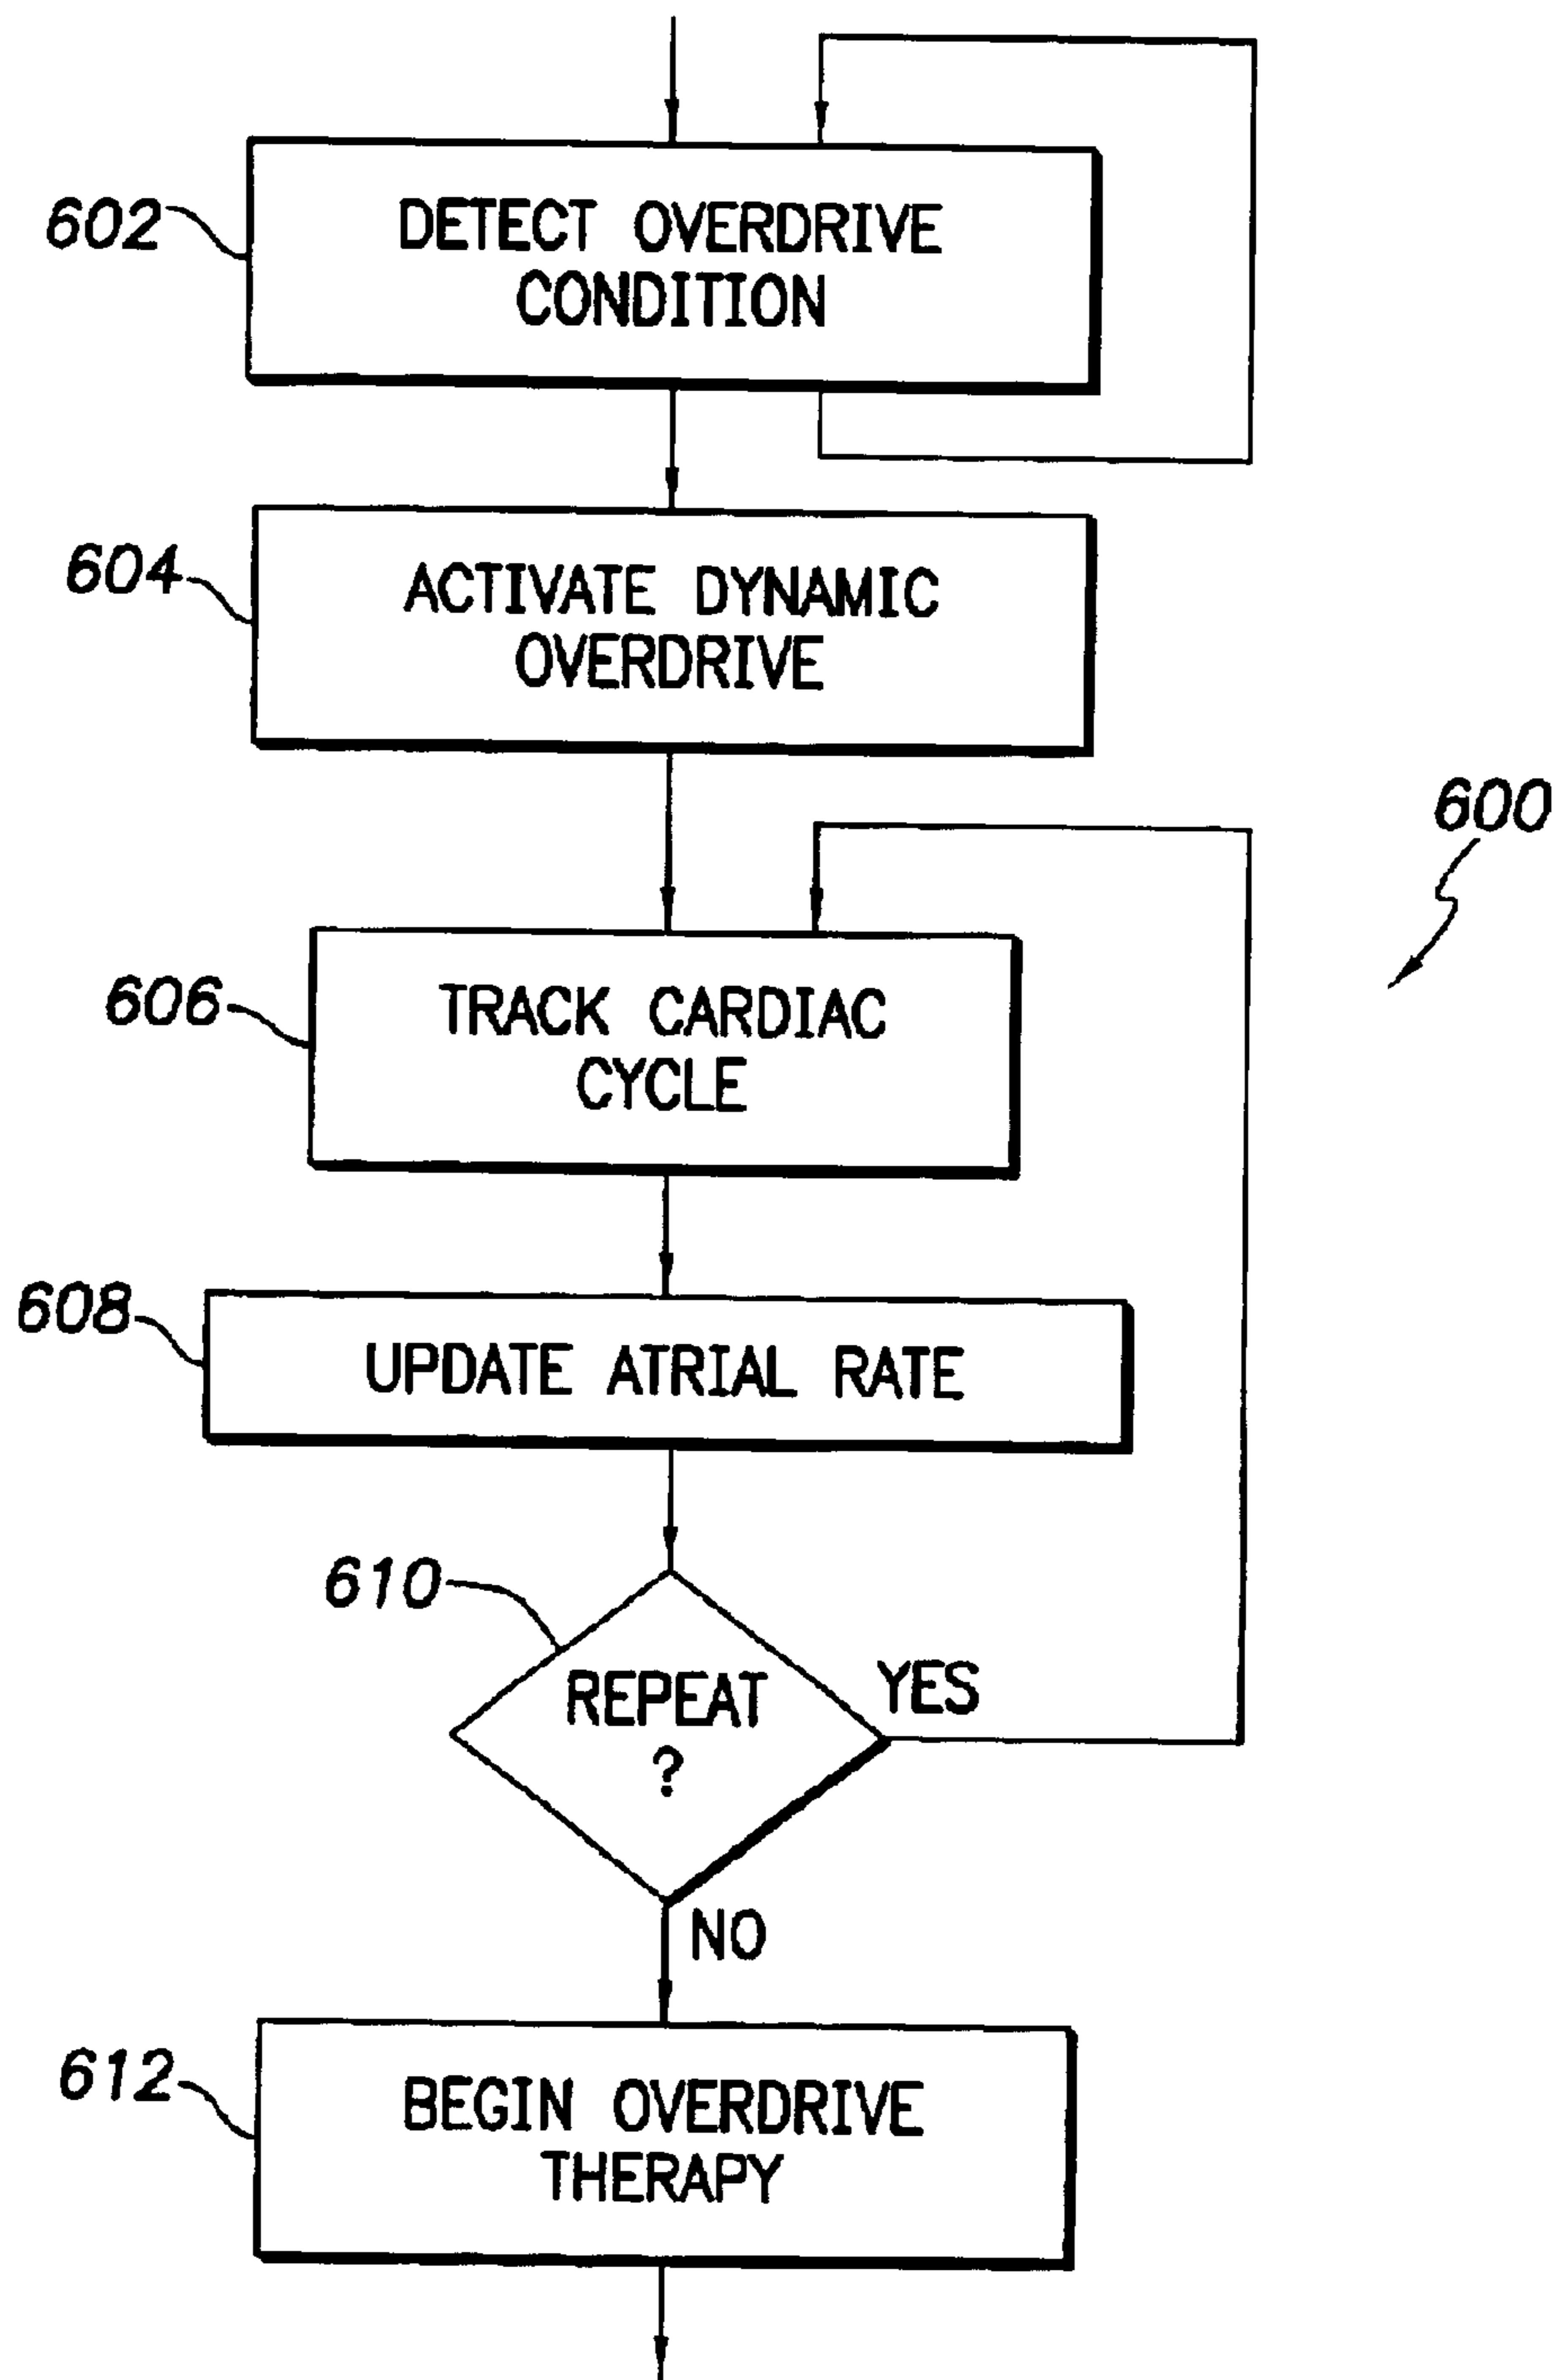 602
DETECT OVERDRIVE
CONDITION
604
ACTIVATE DYNAMIC
OVERDRIVE
600
606
TRACK CARDIAC
CYCLE
608
UPDATE ATRIAL RATE
610
REPEAT
?
YES
NO
612
BEGIN OVERDRIVE
THERAPY